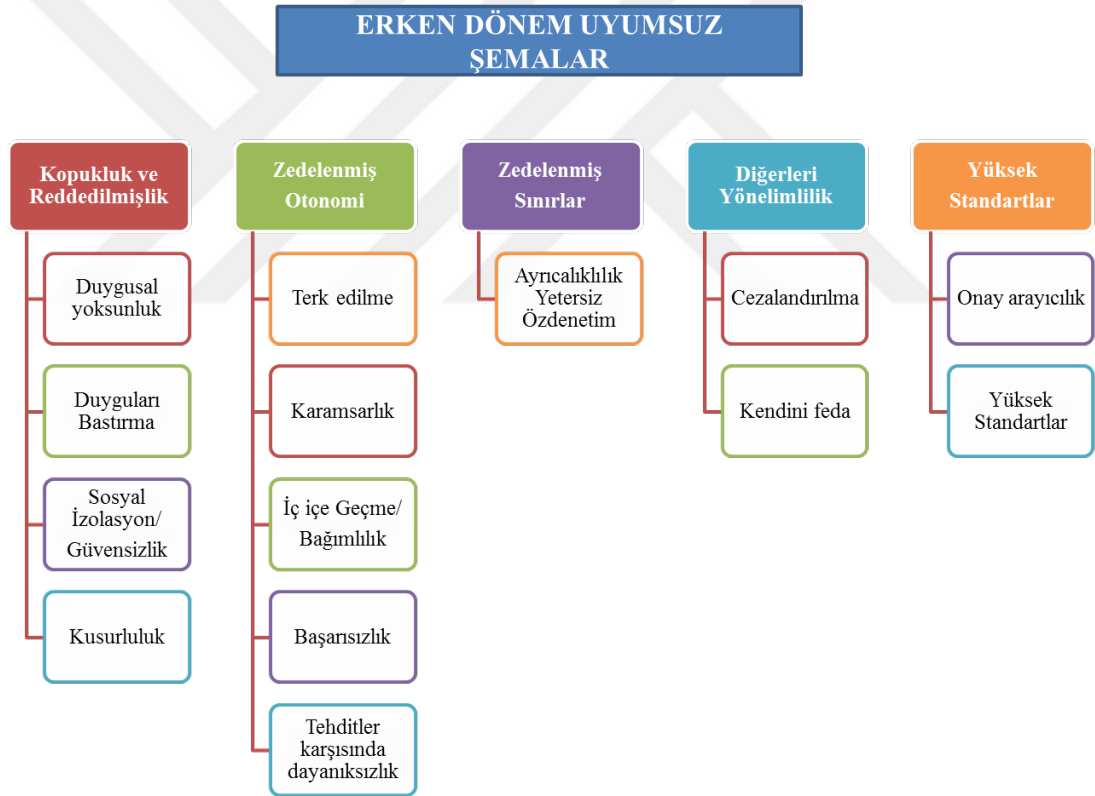 ERKEN DÖNEM UYUMSUZ
ŞEMALAR
Kopukluk ve
Reddedilmişlik
Duygusal
yoksunluk
Duyguları
Bastırma
Sosyal
İzolasyon/
Güvensizlik
Kusurluluk
Zedelenmiş
Otonomi
Terk edilme
Karamsarlık
İç içe Geçme/
Bağımlılık
Başarısızlık
Tehditler
karşısında
dayanıksızlık
Zedelenmiş
Sınırlar
Ayrıcalıklılık
Yetersiz
Özdenetim
Diğerleri
Yönelimlilik
Cezalandırılma
Kendini feda
Yüksek
Standartlar
Onay arayıcılık
Yüksek
Standartlar